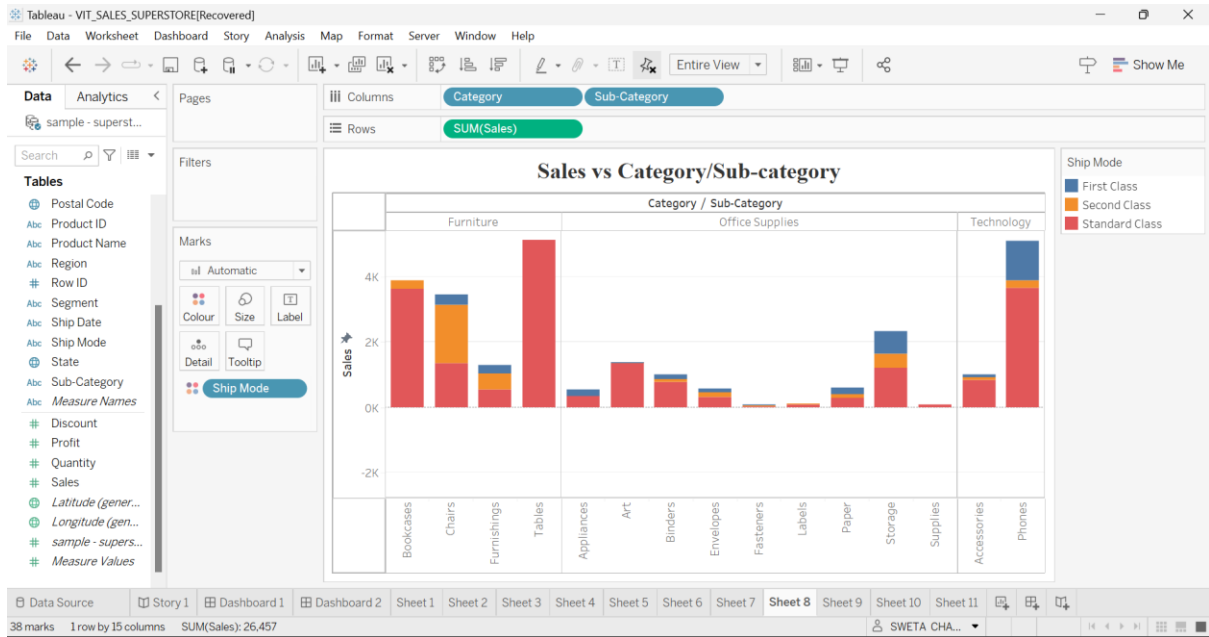 Tableau - VIT_SALES_SUPERSTORE[Recovered]
File Data Worksheet Dashboard Story Analysis Map Format Server Window Help
Entire View
Show Me
Data Analytics
sample - superst...
Search
Tables
Postal Code
Abc Product ID
Abc Product Name
Abc Region
# Row ID
Abc Segment
Abc Ship Date
Abc Ship Mode
State
Abc Sub-Category
Abc Measure Names
# Discount
# Profit
# Quantity
# Sales
Latitude (gener...
Longitude (gen...
# sample - supers...
# Measure Values
Pages
Filters
Marks
Automatic
Colour Size Label
Detail Tooltip
Ship Mode
Columns Category Sub-Category
Rows SUM(Sales)
Sales vs Category/Sub-category
Category / Sub-Category
Furniture Office Supplies Technology
Sales
4K
2K
0K
-2K
Bookcases
Chairs
Furnishings
Tables
Appliances
Art
Binders
Envelopes
Fasteners
Labels
Paper
Storage
Supplies
Accessories
Phones
Ship Mode
First Class
Second Class
Standard Class
Data Source Story 1 Dashboard 1 Dashboard 2 Sheet 1 Sheet 2 Sheet 3 Sheet 4 Sheet 5 Sheet 6 Sheet 7 Sheet 8 Sheet 9 Sheet 10 Sheet 11
38 marks 1 row by 15 columns SUM(Sales): 26,457 SWETA CHA...